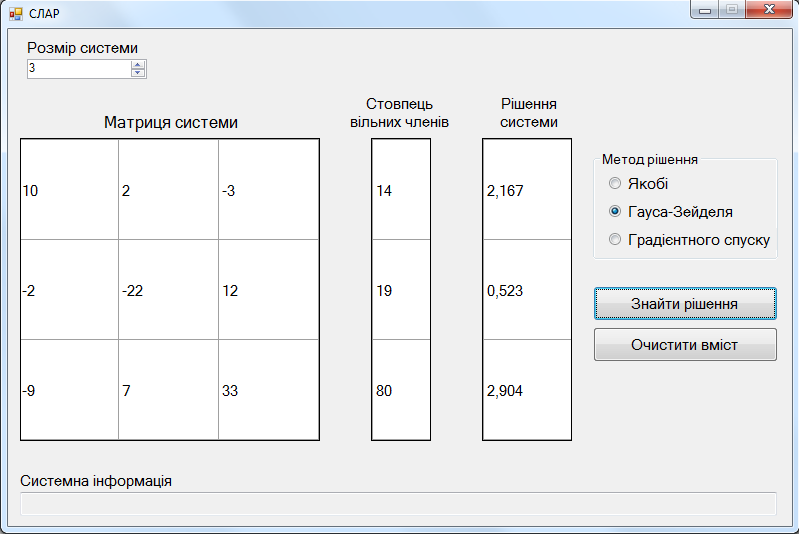 СЛАР
Розмір системи
3
Матриця системи
Стовпець
вільних членів
Рішення
системи
10 2 -3 14 2,167
-2 -22 12 19 0,523
-9 7 33 80 2,904
Метод рішення
Якобі
Гауса-Зейделя
Градієнтного спуску
Знайти рішення
Очистити вміст
Системна інформація